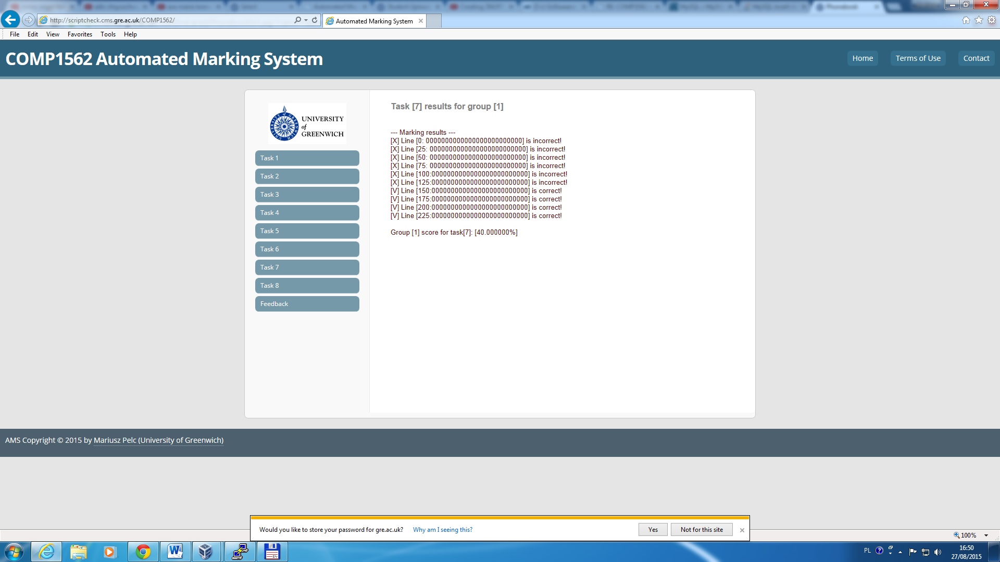 http://scriptcheck.cms.gre.ac.uk/COMP1562/
Automated Marking System
File Edit View Favorites Tools Help
COMP1562 Automated Marking System
Home Terms of Use Contact
UNIVERSITY
of
GREENWICH
UNIVERSITY OF GREENWICH
Task 1
Task 2
Task 3
Task 4
Task 5
Task 6
Task 7
Task 8
Feedback
Task [7] results for group [1]
--- Marking results ---
[X] Line [0: 0000000000000000000000000] is incorrect!
[X] Line [25: 0000000000000000000000000] is incorrect!
[X] Line [50: 0000000000000000000000000] is incorrect!
[X] Line [75: 0000000000000000000000000] is incorrect!
[X] Line [100:0000000000000000000000000] is incorrect!
[X] Line [125:0000000000000000000000000] is incorrect!
[V] Line [150:0000000000000000000000000] is correct!
[V] Line [175:0000000000000000000000000] is correct!
[V] Line [200:0000000000000000000000000] is correct!
[V] Line [225:0000000000000000000000000] is correct!
Group [1] score for task[7]: [40.000000%]
AMS Copyright © 2015 by Mariusz Pelc (University of Greenwich)
Would you like to store your password for gre.ac.uk? Why am I seeing this? Yes Not for this site
100%
PL
16:50
27/08/2015